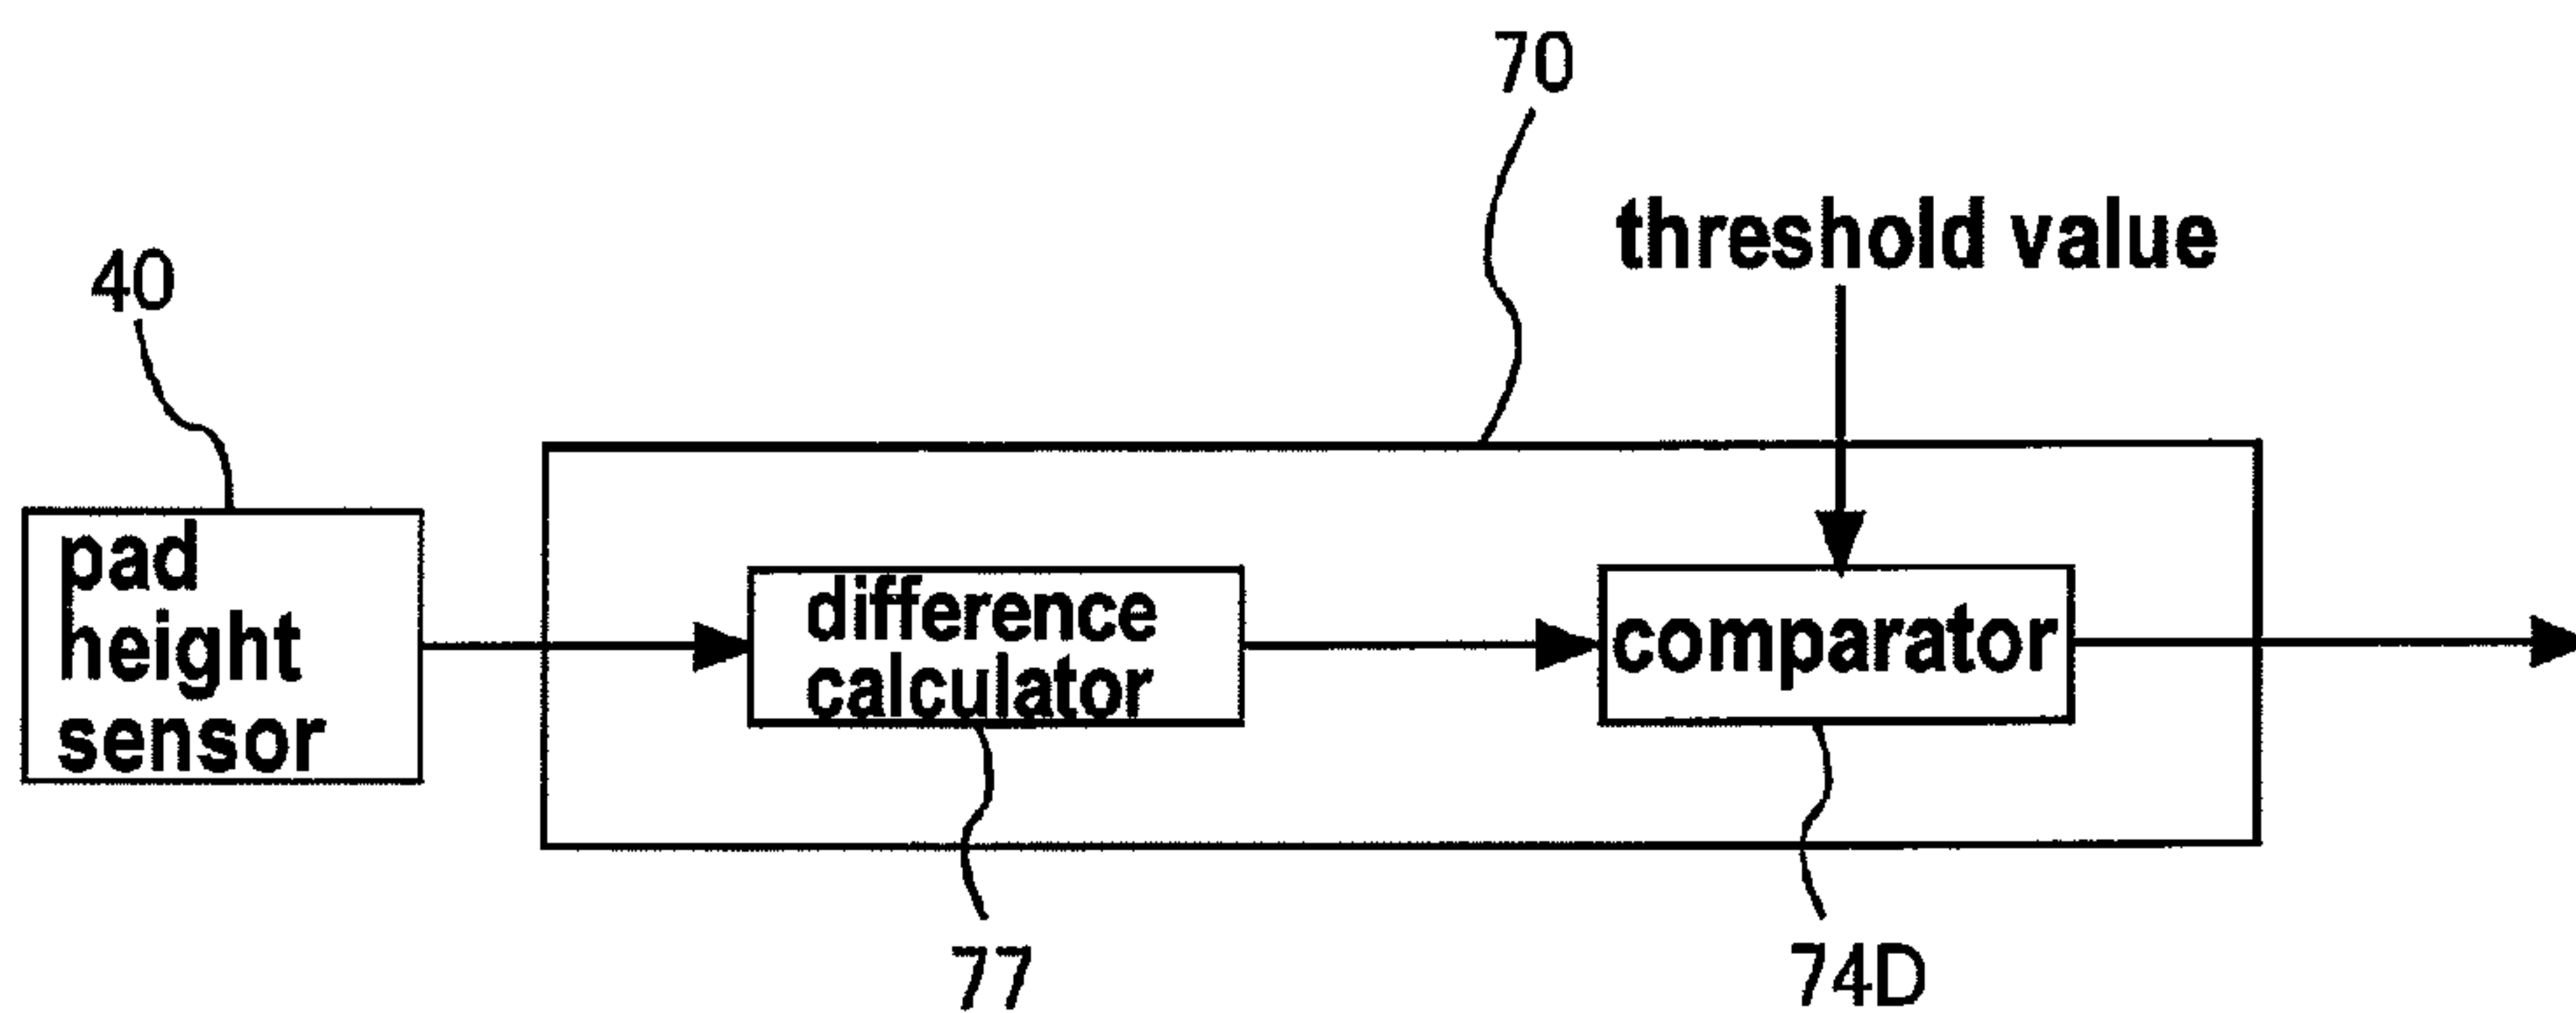 70
threshold value
40
pad
height
sensor
difference
calculator
comparator
77
74D